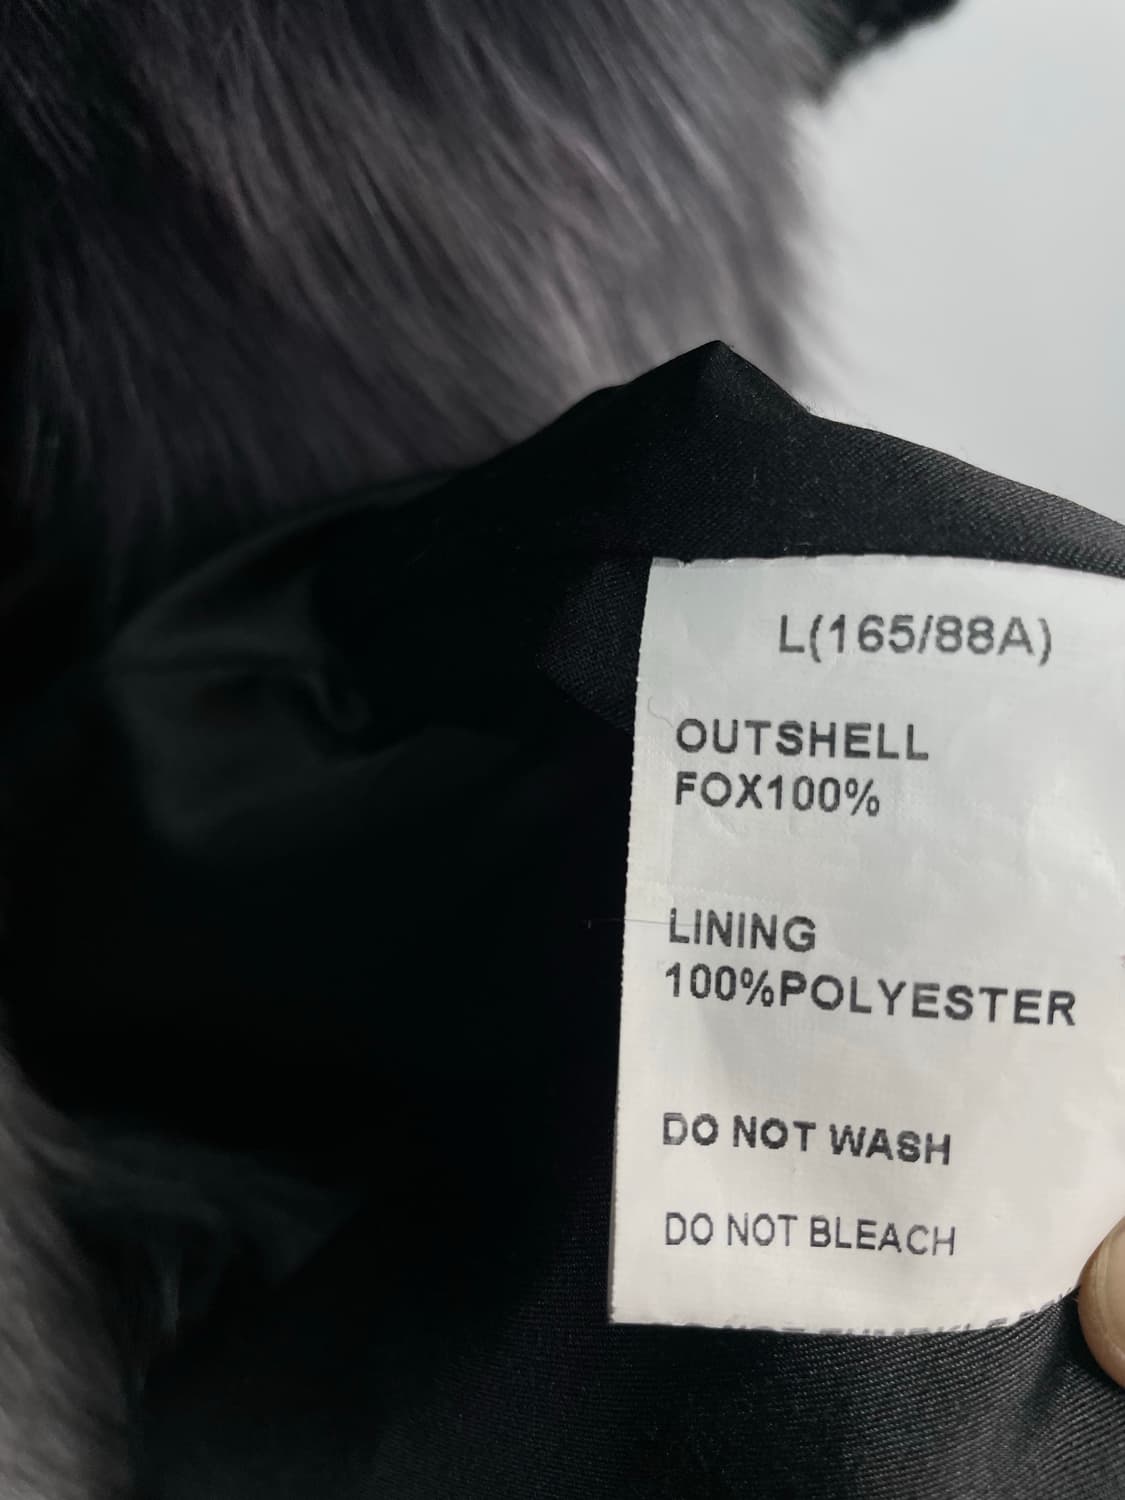 L(165/88A)
OUTSHELL
FOX100%
LINING
100%POLYESTER
DO NOT WASH
DO NOT BLEACH